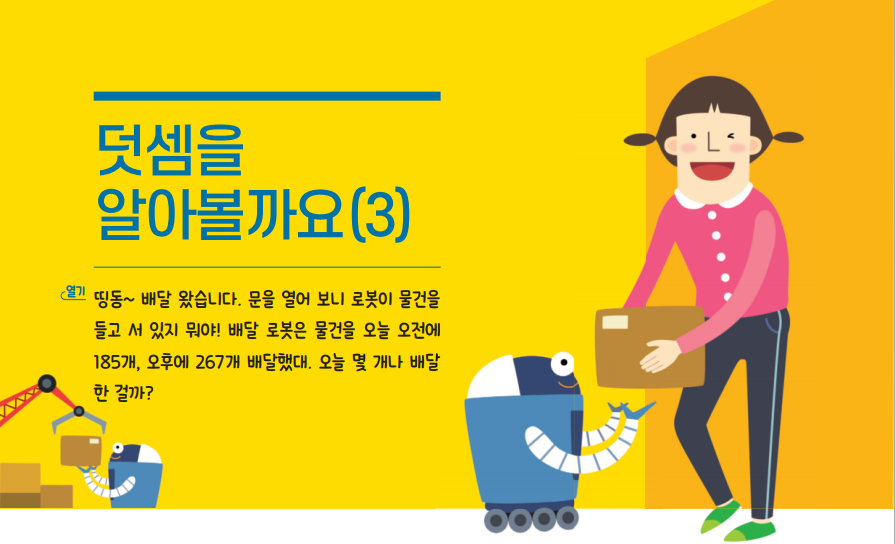 덧셈을
알아볼까요(3)
열기
띵동~ 배달 왔습니다. 문을 열어 보니 로봇이 물건을
들고 서 있지 뭐야! 배달 로봇은 물건을 오늘 오전에
185개, 오후에 267개 배달했대. 오늘 몇 개나 배달
한 걸까?